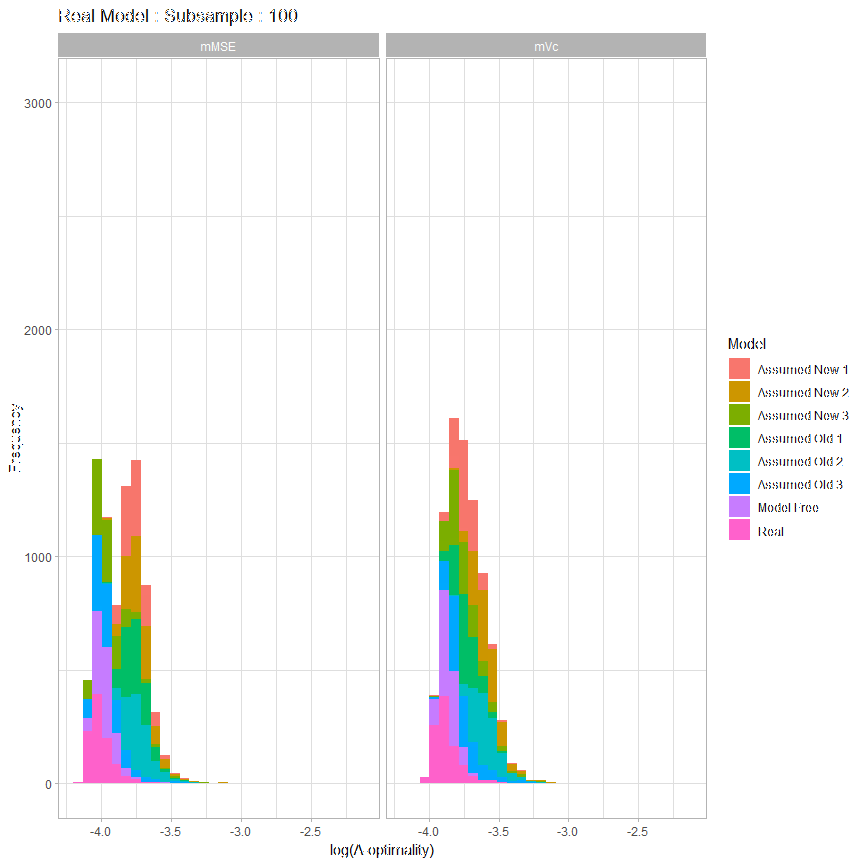 Real Model :: Subsample :: 100
mMSE
mVc
3000
2000
1000
0
Frequency
-4.0
-3.5
-3.0
-2.5
-4.0
-3.5
-3.0
-2.5
log(A-optimality)
Model
Assumed New 1
Assumed New 2
Assumed New 3
Assumed Old 1
Assumed Old 2
Assumed Old 3
Model Free
Real